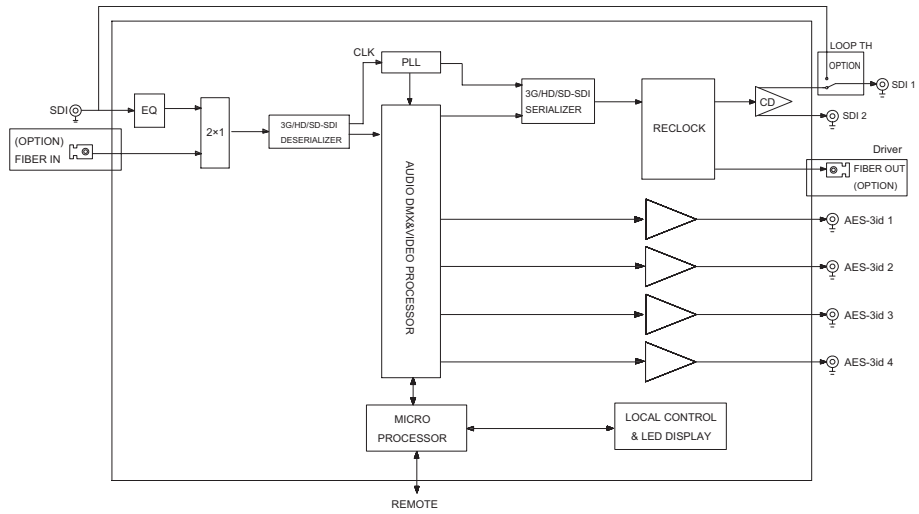 LOOP TH
OPTION
CLK
PLL
SDI 1
SDI
EQ
2×1
3G/HD/SD-SDI
DESERIALIZER
3G/HD/SD-SDI
SERIALIZER
RECLOCK
CD
SDI 2
(OPTION)
FIBER IN
Driver
FIBER OUT
(OPTION)
AUDIO DMX&VIDEO PROCESSOR
AES-3id 1
AES-3id 2
AES-3id 3
AES-3id 4
MICRO
PROCESSOR
LOCAL CONTROL
& LED DISPLAY
REMOTE